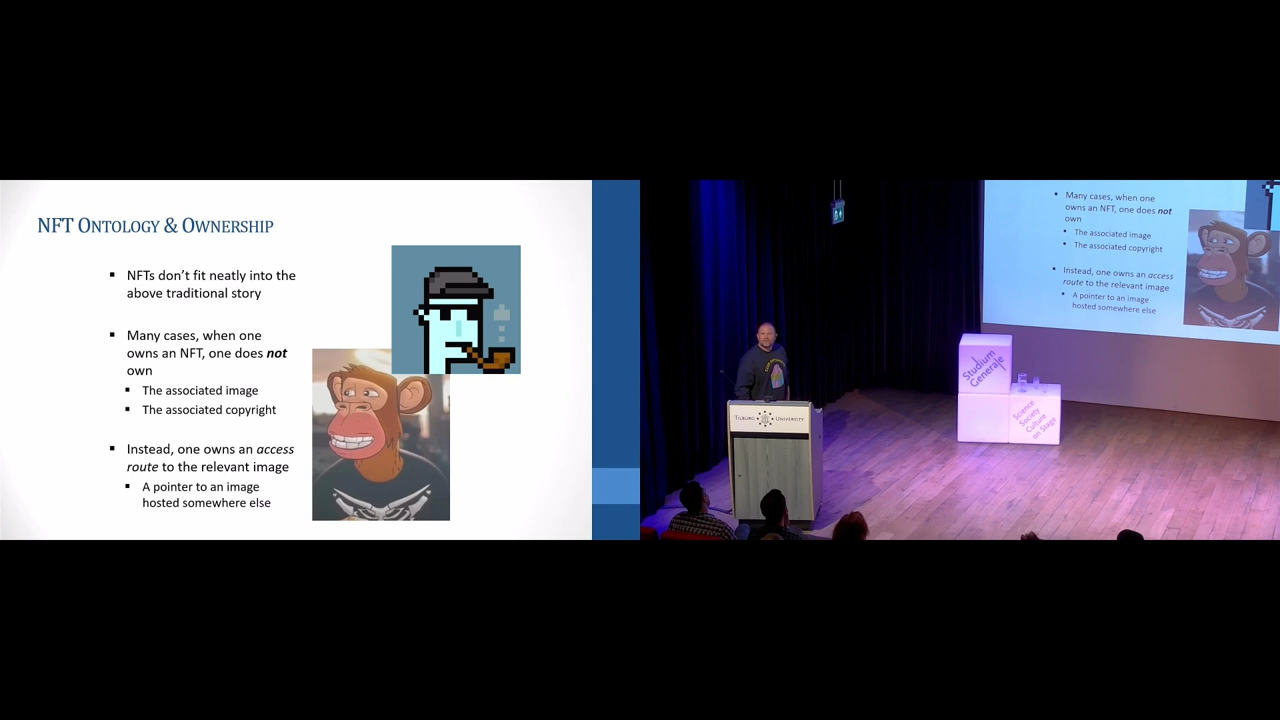 NFT ONTOLOGY & OWNERSHIP
▪ NFTs don't fit neatly into the
above traditional story
▪ Many cases, when one
owns an NFT, one does not
own
▪ The associated image
▪ The associated copyright
▪ Instead, one owns an access
route to the relevant image
▪ A pointer to an image
hosted somewhere else
▪ Many cases, when one
owns an NFT, one does not
own
▪ The associated image
▪ The associated copyright
▪ Instead, one owns an access
route to the relevant image
▪ A pointer to an image
hosted somewhere else
Studium
Generale
Science
Society
Culture
on Stage
TILBURG UNIVERSITY